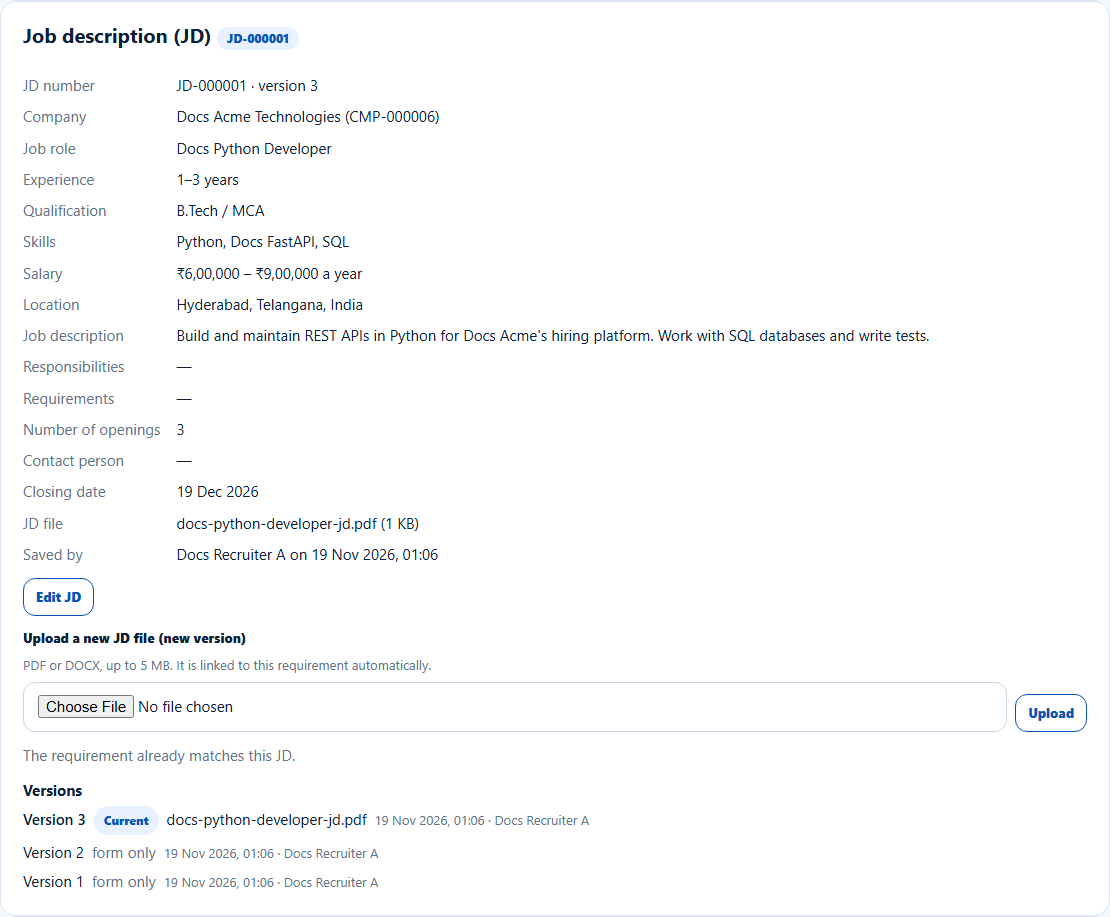 Job description (JD) JD-000001
JD number JD-000001 · version 3
Company Docs Acme Technologies (CMP-000006)
Job role Docs Python Developer
Experience 1–3 years
Qualification B.Tech / MCA
Skills Python, Docs FastAPI, SQL
Salary ₹6,00,000 – ₹9,00,000 a year
Location Hyderabad, Telangana, India
Job description Build and maintain REST APIs in Python for Docs Acme's hiring platform. Work with SQL databases and write tests.
Responsibilities —
Requirements —
Number of openings 3
Contact person —
Closing date 19 Dec 2026
JD file docs-python-developer-jd.pdf (1 KB)
Saved by Docs Recruiter A on 19 Nov 2026, 01:06
Edit JD
Upload a new JD file (new version)
PDF or DOCX, up to 5 MB. It is linked to this requirement automatically.
Choose File No file chosen Upload
The requirement already matches this JD.
Versions
Version 3 Current docs-python-developer-jd.pdf 19 Nov 2026, 01:06 · Docs Recruiter A
Version 2 form only 19 Nov 2026, 01:06 · Docs Recruiter A
Version 1 form only 19 Nov 2026, 01:06 · Docs Recruiter A